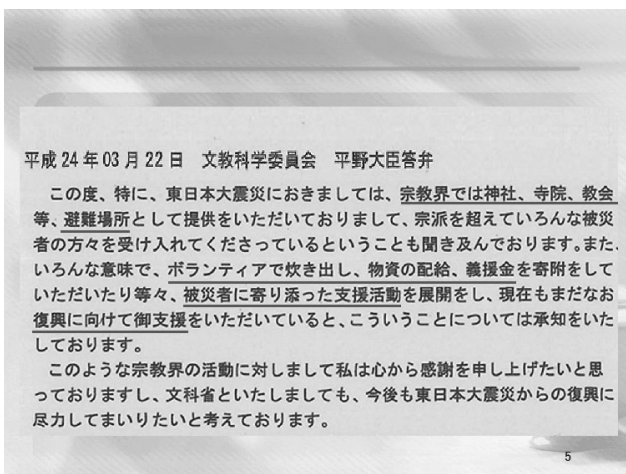 平成24年03月22日　文教科学委員会　平野大臣答弁
この度、特に、東日本大震災におきましては、宗教界では神社、寺院、教会
等、避難場所として提供をいただいておりまして、宗派を超えていろんな被災
者の方々を受け入れてくださっているということも聞き及んでおります。また、
いろんな意味で、ボランティアで炊き出し、物資の配給、義援金を寄附をして
いただいたり等々、被災者に寄り添った支援活動を展開をし、現在もまだなお
復興に向けて御支援をいただいていると、こういうことについては承知をいた
しております。
このような宗教界の活動に対しまして私は心から感謝を申し上げたいと思
っておりますし、文科省といたしましても、今後も東日本大震災からの復興に
尽力してまいりたいと考えております。
5